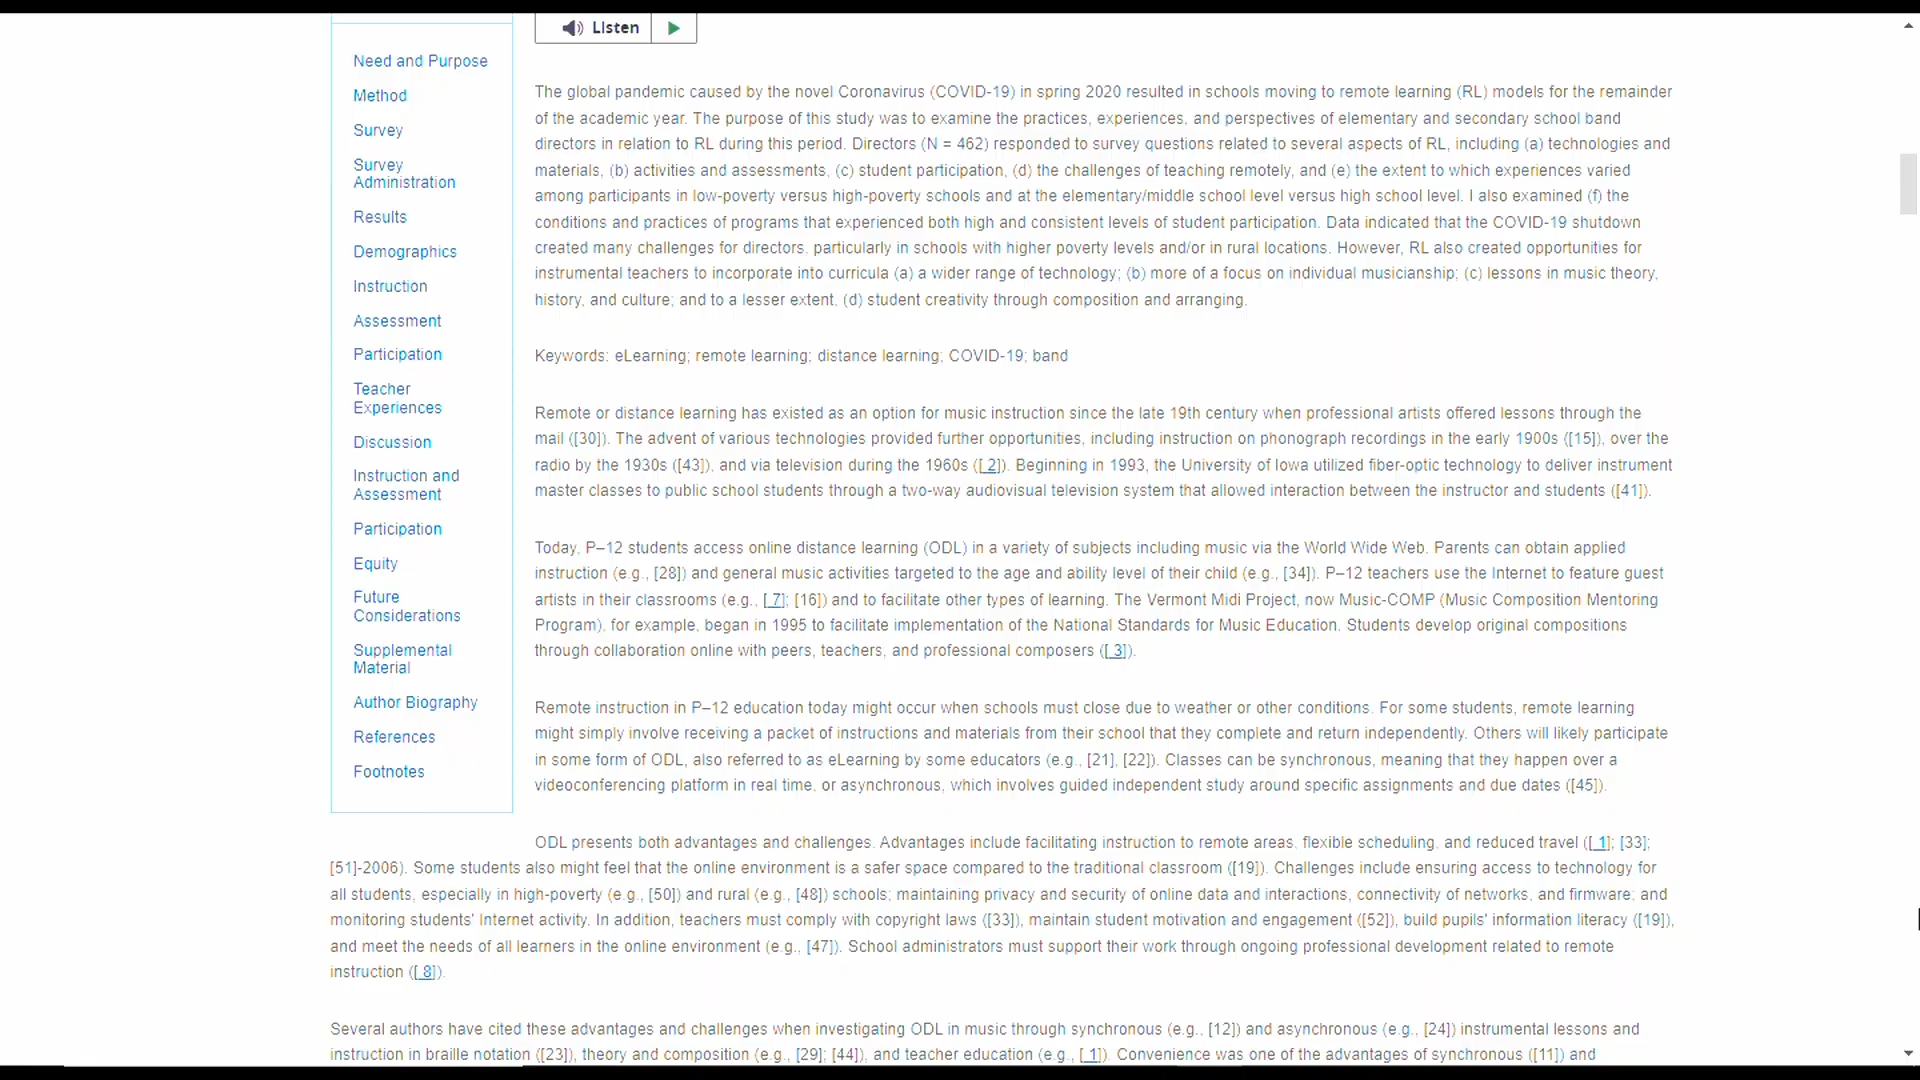 Listen
Need and Purpose
Method
Survey
Survey
Administration
Results
Demographics
Instruction
Assessment
Participation
Teacher
Experiences
Discussion
Instruction and
Assessment
Participation
Equity
Future
Considerations
Supplemental
Material
Author Biography
References
Footnotes
The global pandemic caused by the novel Coronavirus (COVID-19) in spring 2020 resulted in schools moving to remote learning (RL) models for the remainder
of the academic year. The purpose of this study was to examine the practices, experiences, and perspectives of elementary and secondary school band
directors in relation to RL during this period. Directors (N = 462) responded to survey questions related to several aspects of RL, including (a) technologies and
materials, (b) activities and assessments, (c) student participation, (d) the challenges of teaching remotely, and (e) the extent to which experiences varied
among participants in low-poverty versus high-poverty schools and at the elementary/middle school level versus high school level. I also examined (f) the
conditions and practices of programs that experienced both high and consistent levels of student participation. Data indicated that the COVID-19 shutdown
created many challenges for directors, particularly in schools with higher poverty levels and/or in rural locations. However, RL also created opportunities for
instrumental teachers to incorporate into curricula (a) a wider range of technology; (b) more of a focus on individual musicianship; (c) lessons in music theory,
history, and culture; and to a lesser extent, (d) student creativity through composition and arranging.
Keywords: eLearning; remote learning; distance learning; COVID-19; band
Remote or distance learning has existed as an option for music instruction since the late 19th century when professional artists offered lessons through the
mail ([30]). The advent of various technologies provided further opportunities, including instruction on phonograph recordings in the early 1900s ([15]), over the
radio by the 1930s ([43]), and via television during the 1960s ([ 2]). Beginning in 1993, the University of Iowa utilized fiber-optic technology to deliver instrument
master classes to public school students through a two-way audiovisual television system that allowed interaction between the instructor and students ([41]).
Today, P–12 students access online distance learning (ODL) in a variety of subjects including music via the World Wide Web. Parents can obtain applied
instruction (e.g., [28]) and general music activities targeted to the age and ability level of their child (e.g., [34]). P–12 teachers use the Internet to feature guest
artists in their classrooms (e.g., [ 7]; [16]) and to facilitate other types of learning. The Vermont Midi Project, now Music-COMP (Music Composition Mentoring
Program), for example, began in 1995 to facilitate implementation of the National Standards for Music Education. Students develop original compositions
through collaboration online with peers, teachers, and professional composers ([ 3]).
Remote instruction in P–12 education today might occur when schools must close due to weather or other conditions. For some students, remote learning
might simply involve receiving a packet of instructions and materials from their school that they complete and return independently. Others will likely participate
in some form of ODL, also referred to as eLearning by some educators (e.g., [21], [22]). Classes can be synchronous, meaning that they happen over a
videoconferencing platform in real time, or asynchronous, which involves guided independent study around specific assignments and due dates ([45]).
ODL presents both advantages and challenges. Advantages include facilitating instruction to remote areas, flexible scheduling, and reduced travel ([ 1]; [33];
[51]-2006). Some students also might feel that the online environment is a safer space compared to the traditional classroom ([19]). Challenges include ensuring access to technology for
all students, especially in high-poverty (e.g., [50]) and rural (e.g., [48]) schools; maintaining privacy and security of online data and interactions, connectivity of networks, and firmware; and
monitoring students' Internet activity. In addition, teachers must comply with copyright laws ([33]), maintain student motivation and engagement ([52]), build pupils' information literacy ([19]),
and meet the needs of all learners in the online environment (e.g., [47]). School administrators must support their work through ongoing professional development related to remote
instruction ([ 8]).
Several authors have cited these advantages and challenges when investigating ODL in music through synchronous (e.g., [12]) and asynchronous (e.g., [24]) instrumental lessons and
instruction in braille notation ([23]), theory and composition (e.g., [29]; [44]), and teacher education (e.g., [ 1]). Convenience was one of the advantages of synchronous ([11]) and